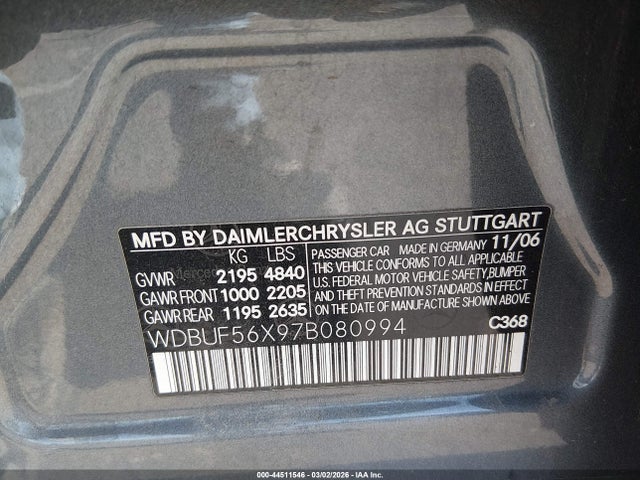 MFD BY DAIMLERCHRYSLER AG STUTTGART
KG LBS
GVWR 2195 4840
GAWR FRONT 1000 2205
GAWR REAR 1195 2635
PASSENGER CAR MADE IN GERMANY 11/06
THIS VEHICLE CONFORMS TO ALL APPLICABLE
U.S. FEDERAL MOTOR VEHICLE SAFETY,BUMPER
AND THEFT PREVENTION STANDARDS IN EFFECT
ON THE DATE OF MANUFACTURE SHOWN ABOVE.
WDBUF56X97B080994
C368
000-44511546 - 03/02/2026 - IAA Inc.